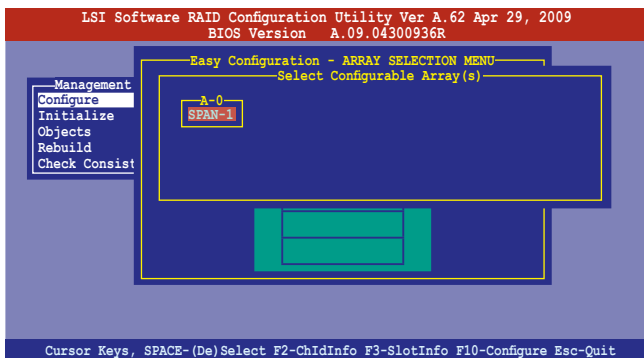 LSI Software RAID Configuration Utility Ver A.62 Apr 29, 2009
BIOS Version A.09.04300936R
Easy Configuration - ARRAY SELECTION MENU
Select Configurable Array(s)
Management
Configure
Initialize
Objects
Rebuild
Check Consist
A-0
SPAN-1
Cursor Keys, SPACE-(De)Select F2-ChIdInfo F3-SlotInfo F10-Configure Esc-Quit